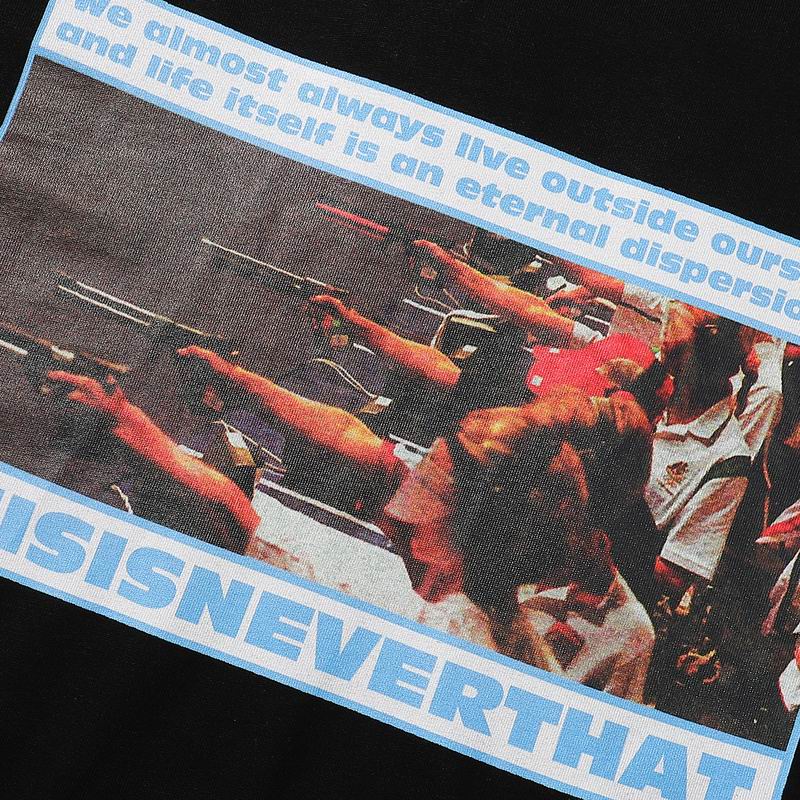 We almost always live outside ours
and life itself is an eternal dispersio
ISISNEVERTHAT